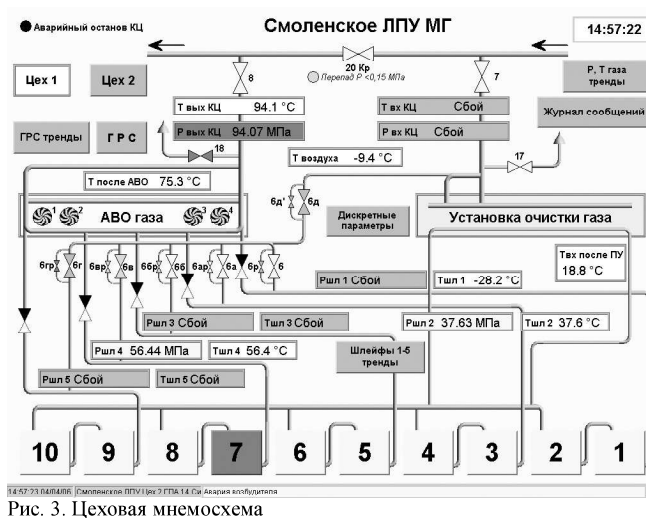 Аварийный останов КЦ
Смоленское ЛПУ МГ
14:57:22
Цех 1
Цех 2
8
20 Кр
Перепад P <0,15 МПа
7
P, T газа тренды
T вых КЦ 94.1 °C
T вх КЦ Сбой
P вых КЦ 94.07 МПа
P вх КЦ Сбой
Журнал сообщений
ГРС тренды
Г Р С
18
T воздуха -9.4 °C
17
T после АВО 75.3 °C
6д'
6д
1
2
АВО газа
3
4
Дискретные параметры
Установка очистки газа
6гр
6г
6вр
6в
6бр
6б
6ар
6а
6р
6
Ршл 1 Сбой
Тшл 1 -28.2 °C
Твх после ПУ
18.8 °C
Ршл 3 Сбой
Тшл 3 Сбой
Ршл 2 37.63 МПа
Тшл 2 37.6 °C
Ршл 4 56.44 МПа
Тшл 4 56.4 °C
Шлейфы 1-5
тренды
Ршл 5 Сбой
Тшл 5 Сбой
10 9 8 7 6 5 4 3 2 1
14:57:23 04/04/06 Смоленское ЛПУ Цех 2 ГПА 14 Си Авария возбудителя
Рис. 3. Цеховая мнемосхема